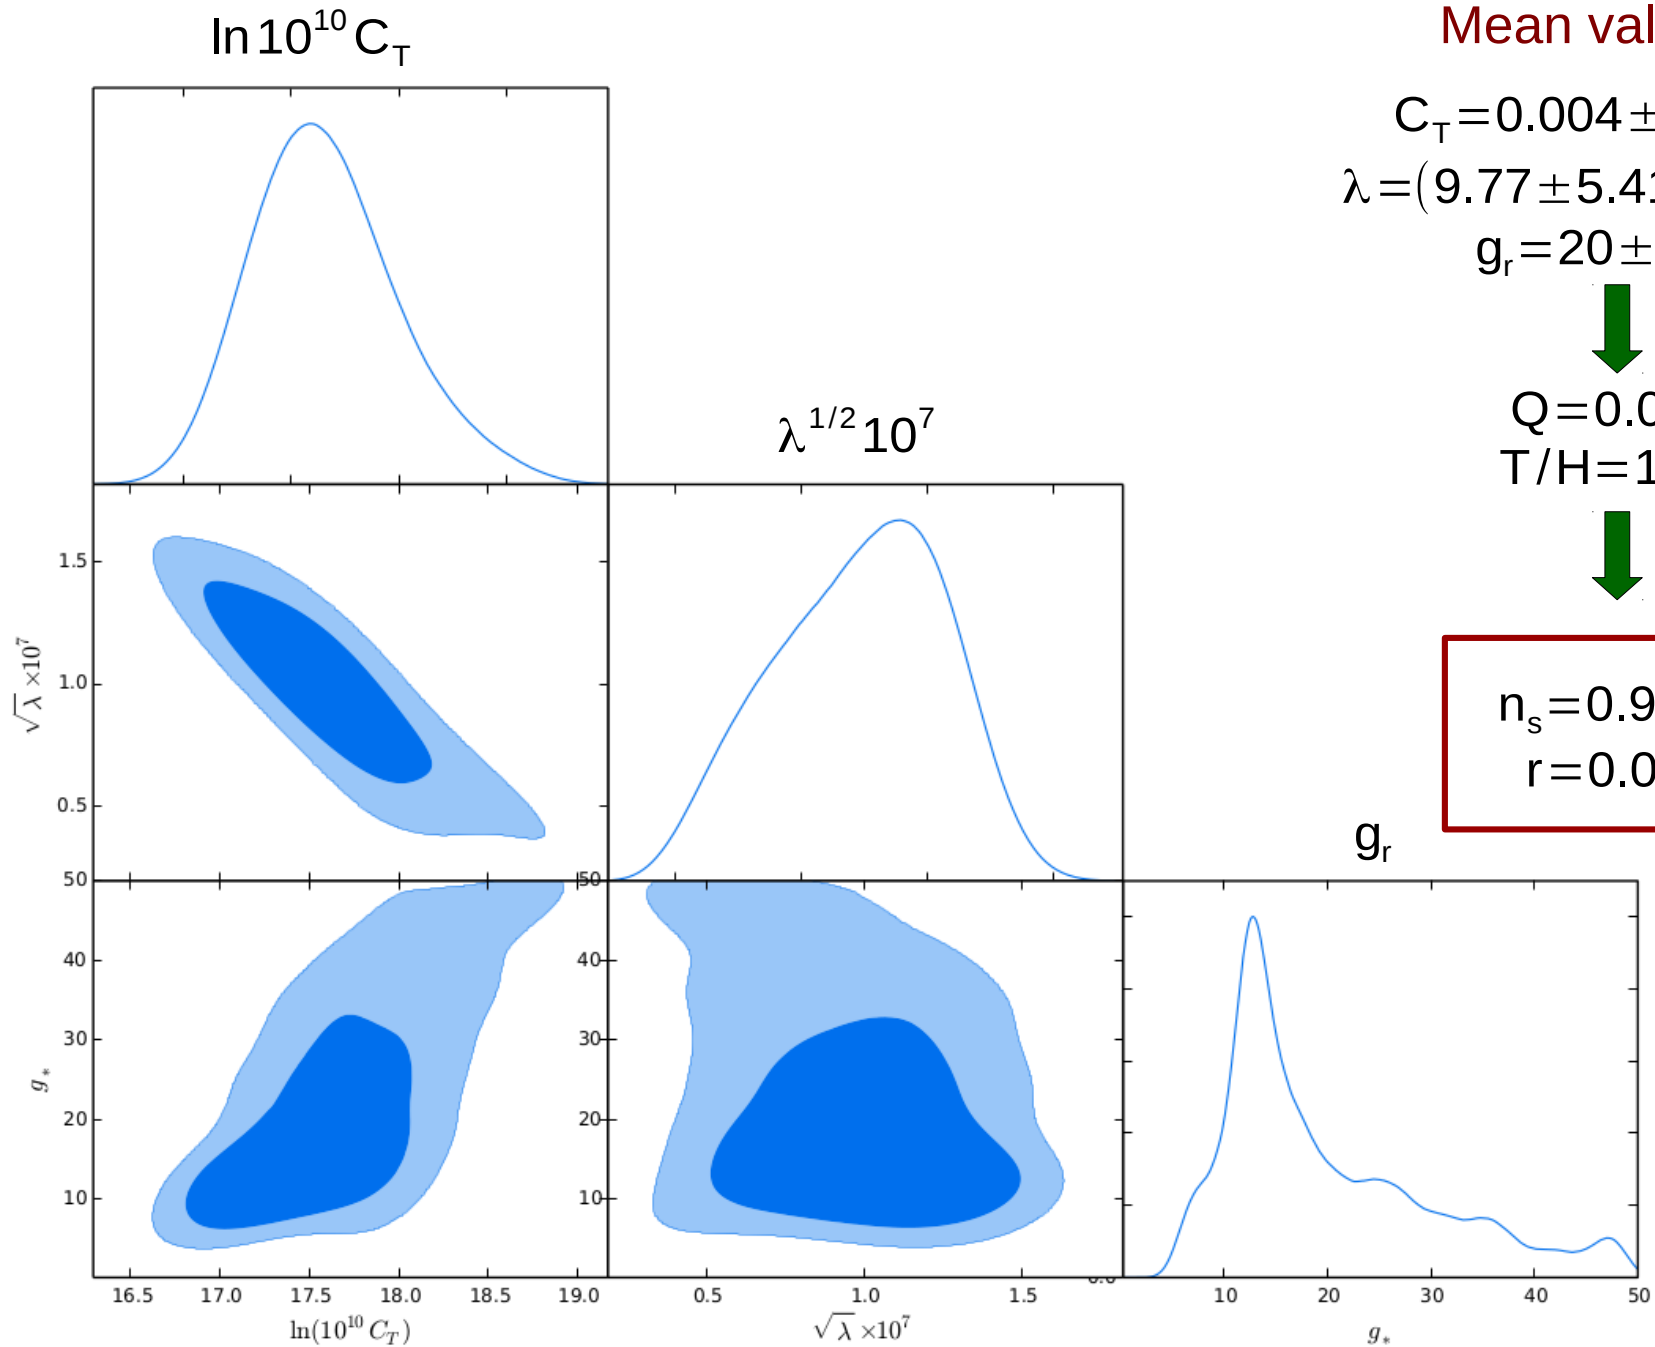 ln 10^10 C_T
Mean val
C_T=0.004±
λ=(9.77±5.41
g_r=20±
Q=0.0
T/H=1
λ^1/2 10^7
n_s=0.9
r=0.0
g_r
1.5
1.0
0.5
√λ ×10^7
50
40
30
20
10
g_*
50
40
30
20
10
16.5 17.0 17.5 18.0 18.5 19.0
ln(10^10 C_T)
0.5 1.0 1.5
√λ ×10^7
10 20 30 40 50
g_*